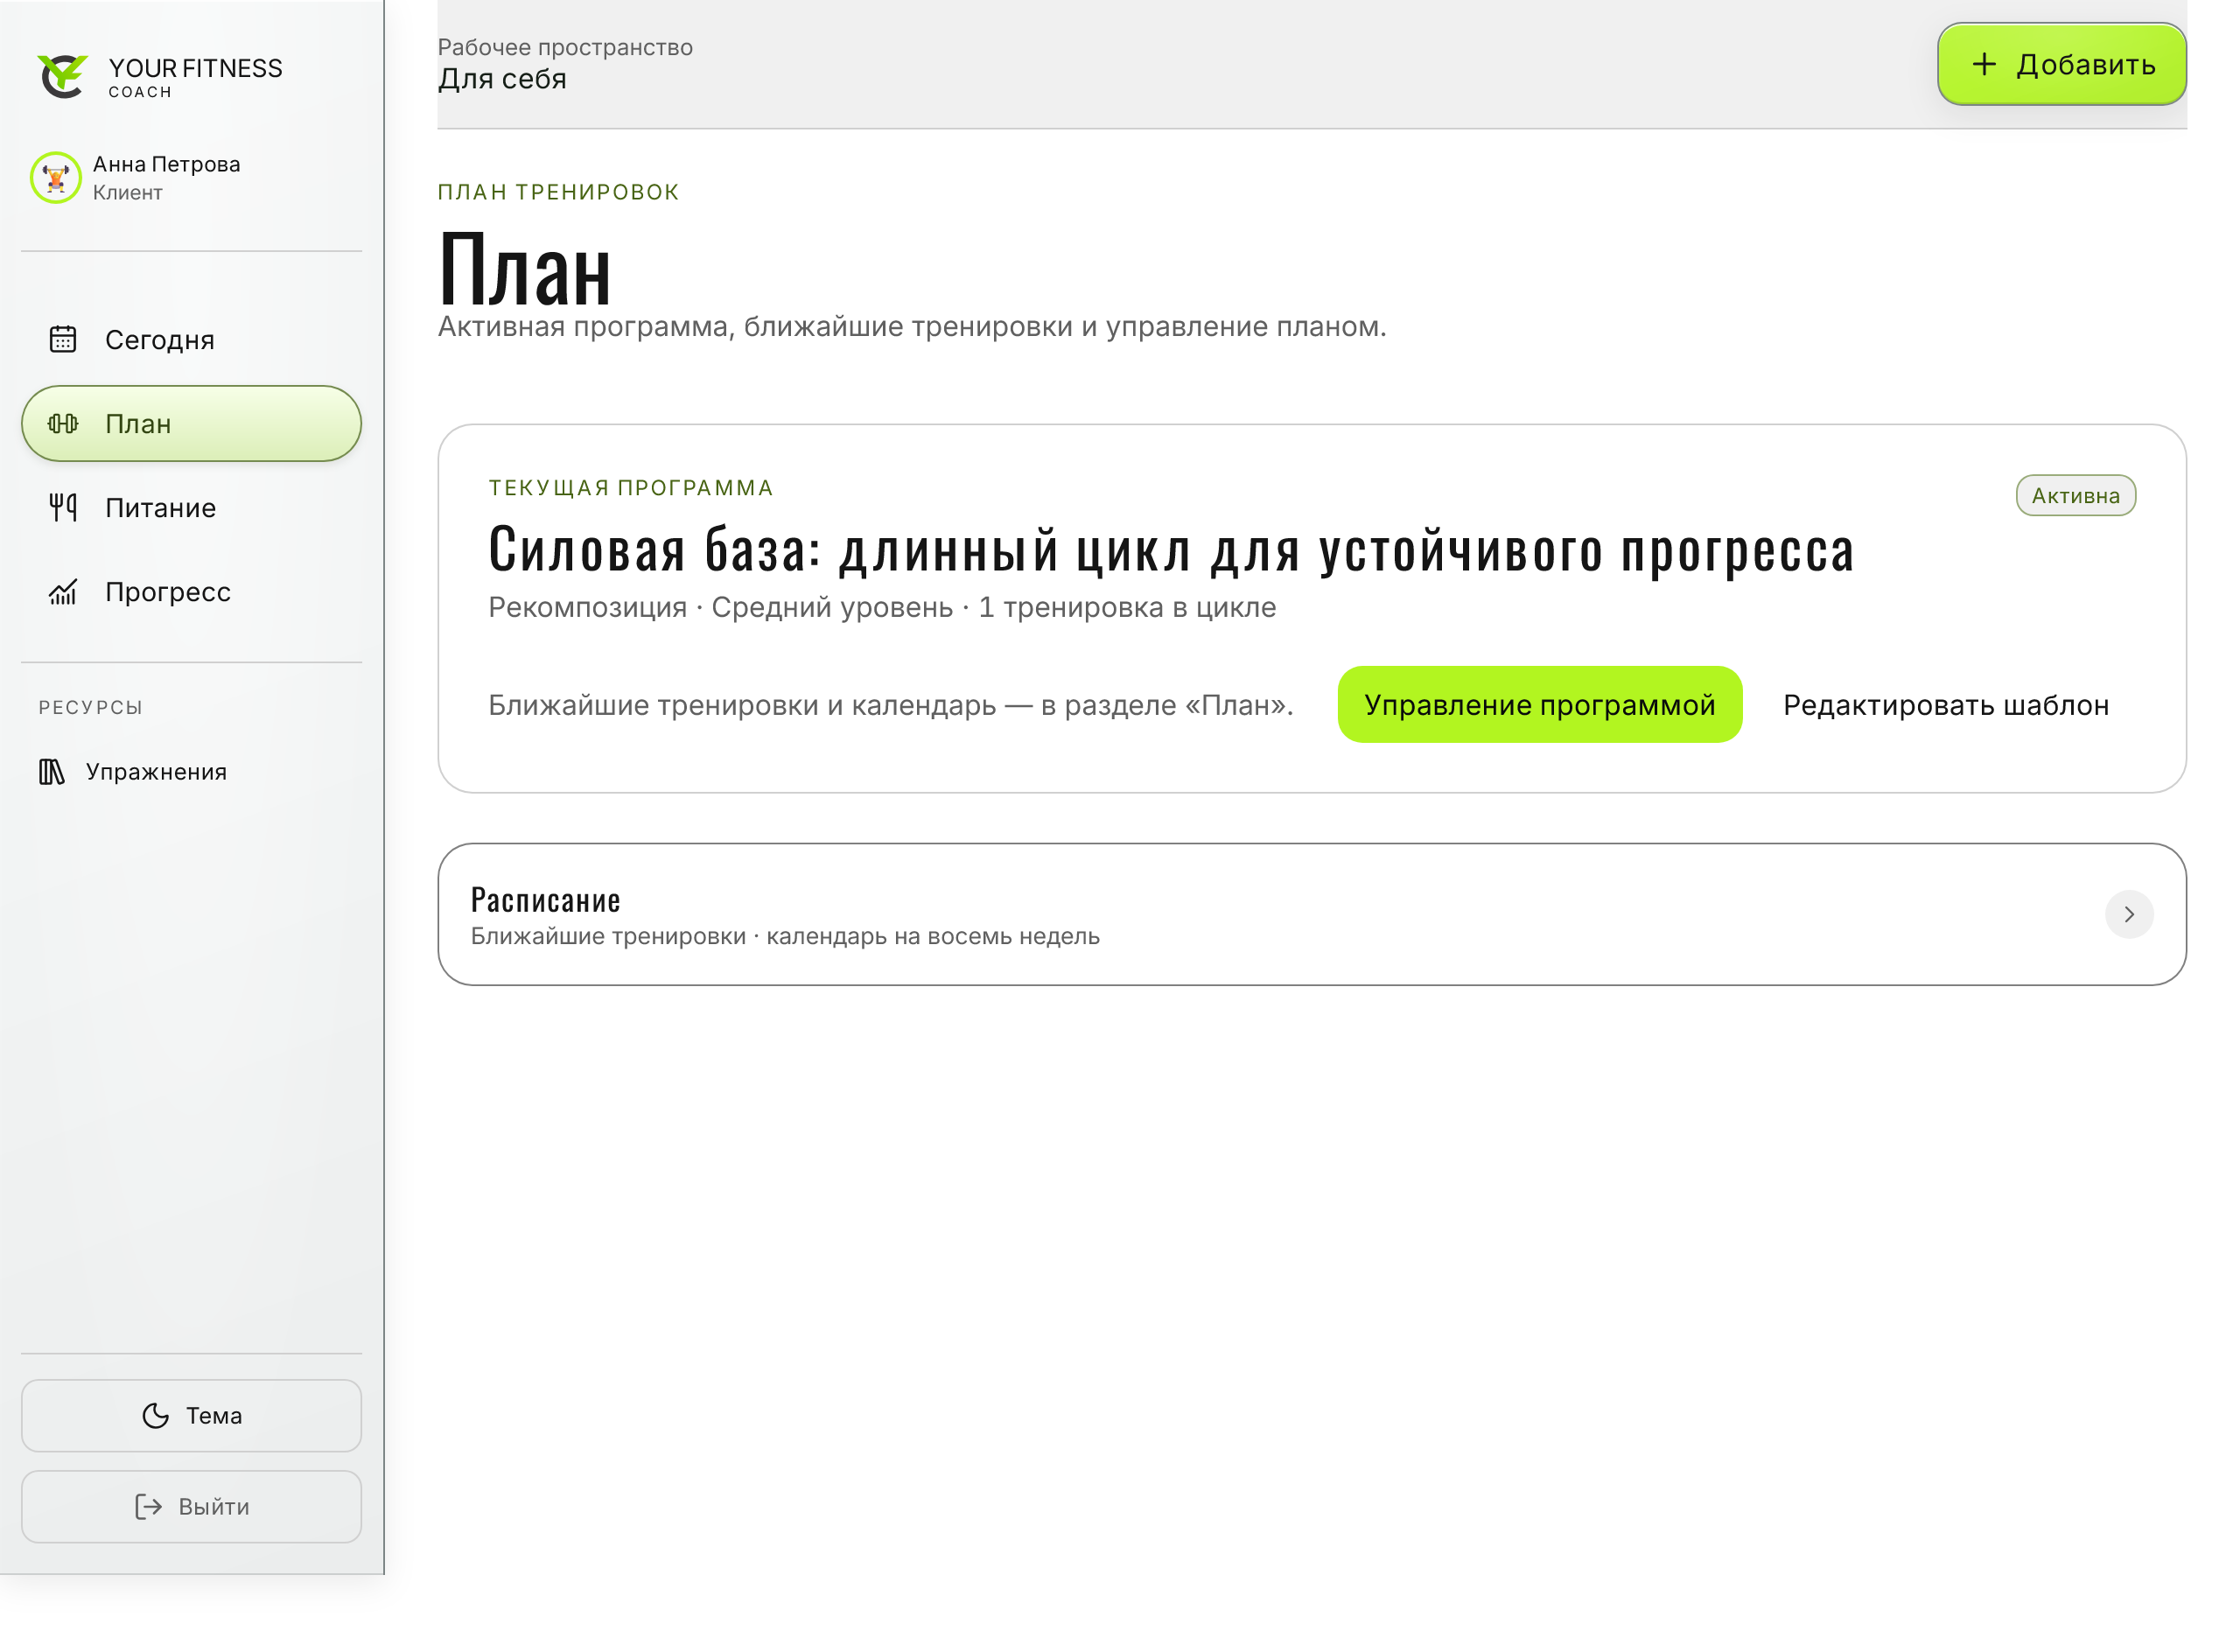 YOUR FITNESS
COACH
Анна Петрова
Клиент
Сегодня
План
Питание
Прогресс
РЕСУРСЫ
Упражнения
Тема
Выйти
Рабочее пространство
Для себя
Добавить
ПЛАН ТРЕНИРОВОК
План
Активная программа, ближайшие тренировки и управление планом.
ТЕКУЩАЯ ПРОГРАММА
Активна
Силовая база: длинный цикл для устойчивого прогресса
Рекомпозиция · Средний уровень · 1 тренировка в цикле
Ближайшие тренировки и календарь — в разделе «План».
Управление программой
Редактировать шаблон
Расписание
Ближайшие тренировки · календарь на восемь недель